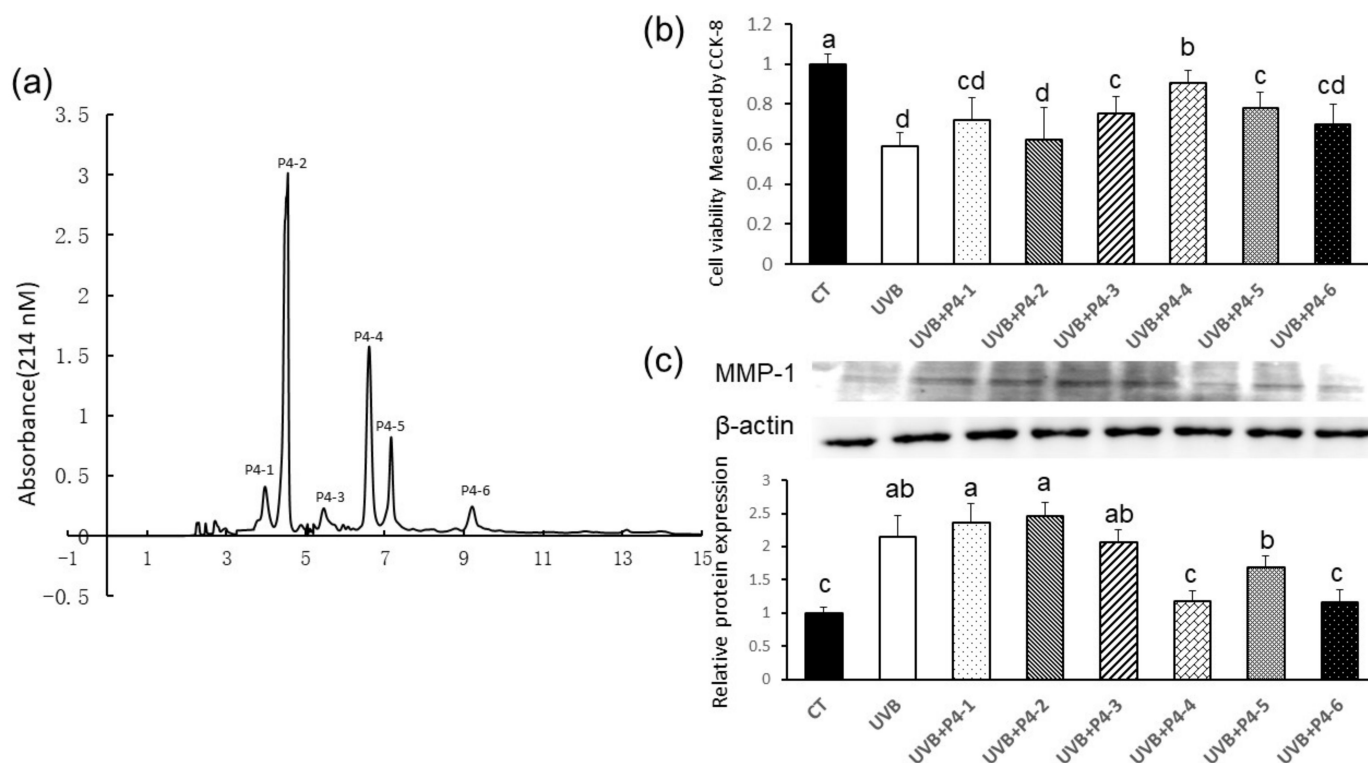 (a)
Absorbance(214 nM)
3.5
3
2.5
2
1.5
1
0.5
0
-0.5
-1 1 3 5 7 9 11 13 15
P4-1
P4-2
P4-3
P4-4
P4-5
P4-6
(b)
Cell viability Measured by CCK-8
1.2
1
0.8
0.6
0.4
0.2
0
a d cd d c b c cd
CT UVB UVB+P4-1 UVB+P4-2 UVB+P4-3 UVB+P4-4 UVB+P4-5 UVB+P4-6
(c)
MMP-1
β-actin
Relative protein expression
3
2.5
2
1.5
1
0.5
0
c ab a a ab c b c
CT UVB UVB+P4-1 UVB+P4-2 UVB+P4-3 UVB+P4-4 UVB+P4-5 UVB+P4-6